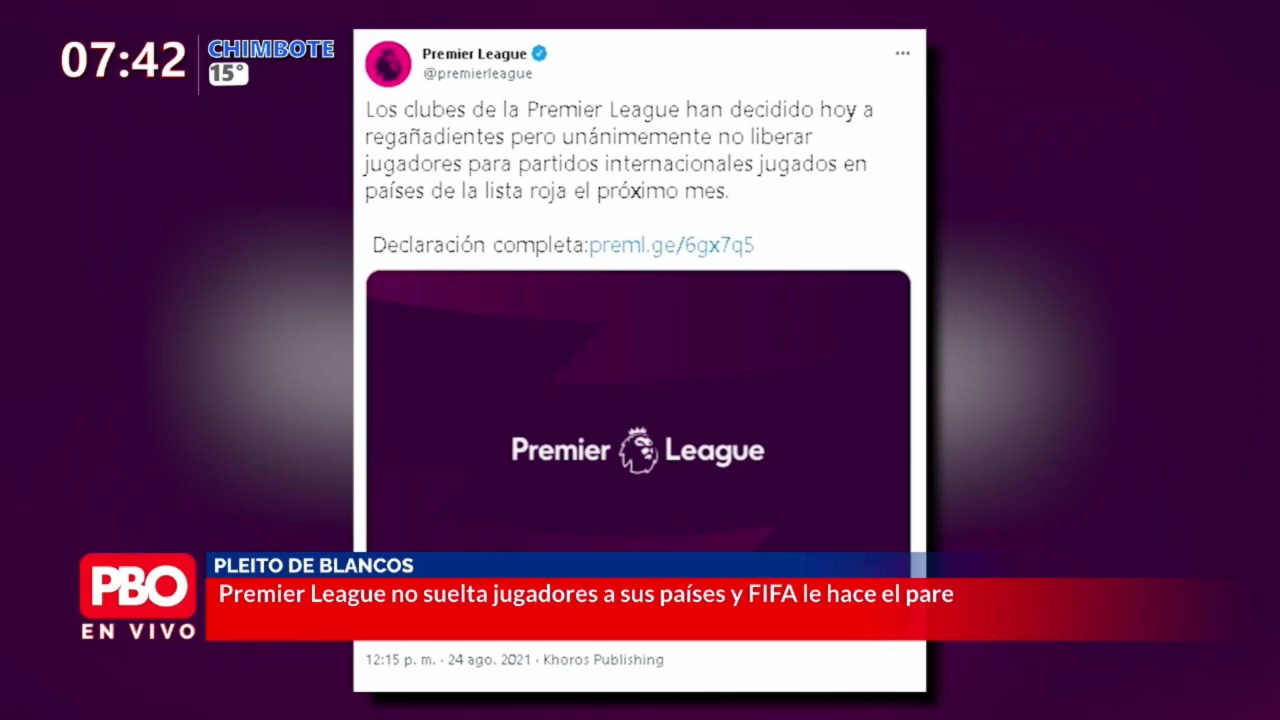 07:42
CHIMBOTE
15°
Premier League
@premierleague
Los clubes de la Premier League han decidido hoy a
regañadientes pero unánimemente no liberar
jugadores para partidos internacionales jugados en
países de la lista roja el próximo mes.
Declaración completa:preml.ge/6gx7q5
Premier League
PBO
EN VIVO
PLEITO DE BLANCOS
Premier League no suelta jugadores a sus países y FIFA le hace el pare
12:15 p. m. · 24 ago. 2021 · Khoros Publishing